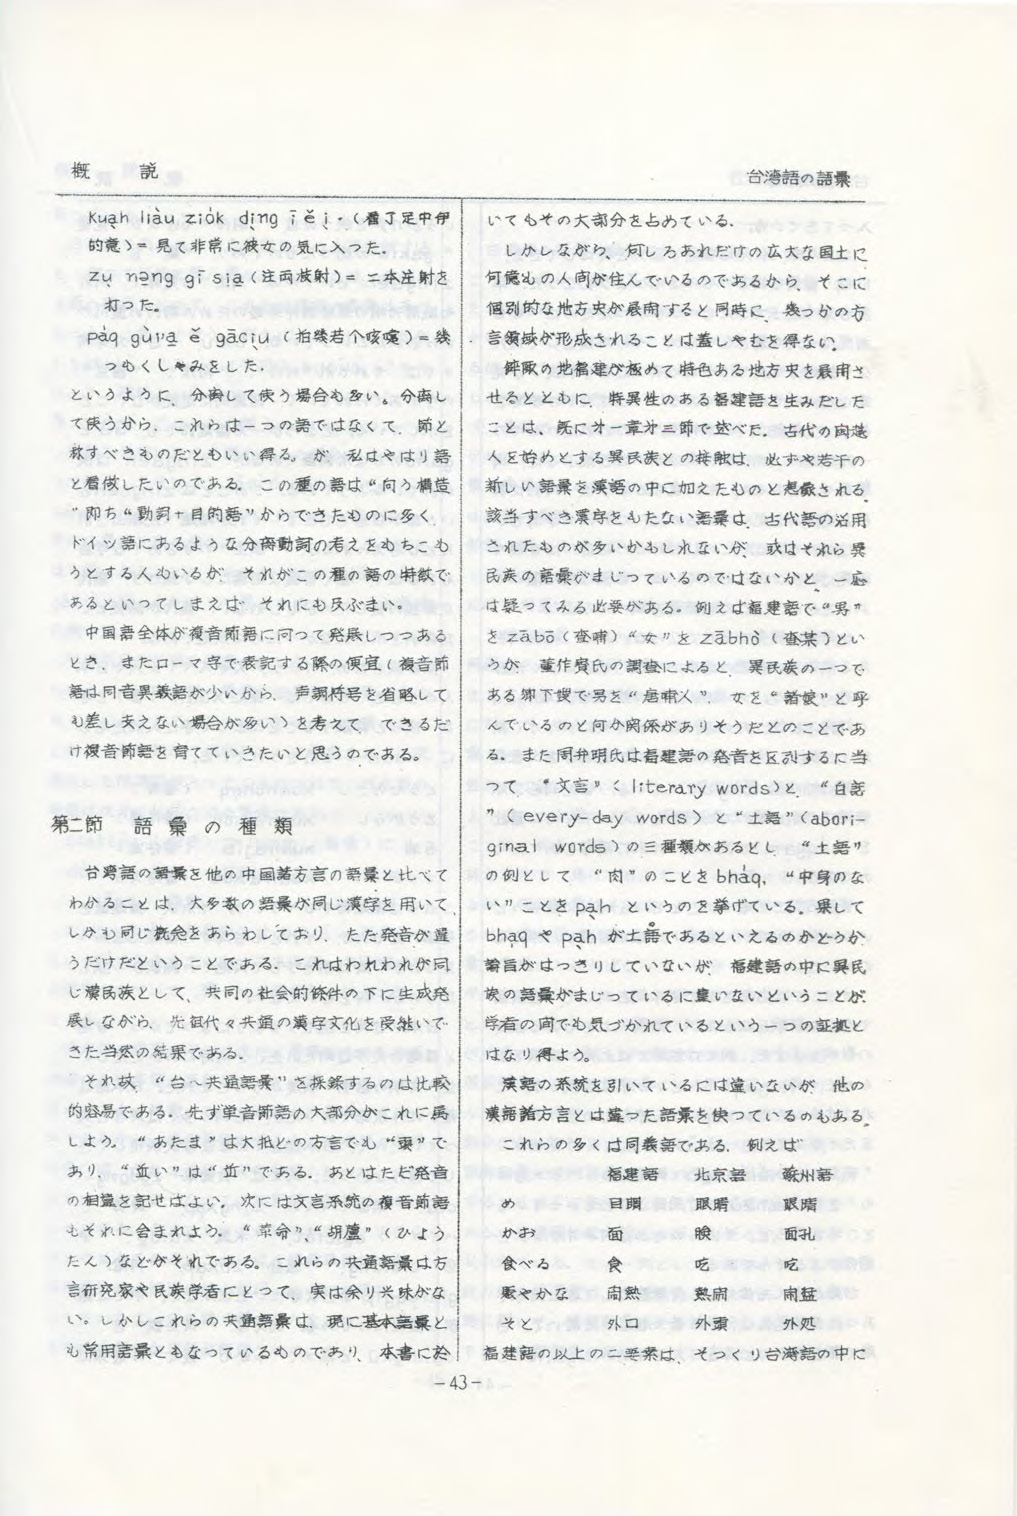 概説
台湾語の語彙
kuạh liàu ziȯk dịng ī ě i.(看了足中伊
的意)= 見て非常に彼女の気に入った.
zụ nəng gī siạ(注両枝射)= 二本注射を
打った.
pàq gùıạ ě gāciụ(拍幾若个咳嚏)= 幾
つもくしゃみをした.
というように、分离して使う場合も多い。分离し
て使うから、これらは一つの語ではなくて、節と
称すべきものだともいい得る。が、私はやはり語
と看做したいのである。この種の語は“向う構造
”即ち“動詞+目的語”からできたものに多く、
ドイツ語にあるような分离動詞の考えをもちこも
うとする人もいるが、それがこの種の語の特徴で
あるといってしまえば、それにも及ぶまい。
中国語全体が複音節語に向って発展しつつある
とき、またローマ字で表記する際の便宜(複音節
語は同音異義語が少いから、声調符号を省略して
も差し支えない場合が多い)を考えて、できるだ
け複音節語を育てていきたいと思うのである。
第二節 語彙の種類
台湾語の語彙を他の中国諸方言の語彙と比べて
わかることは、大多数の語彙が同じ漢字を用いて、
しかも同じ概念をあらわしており、ただ発音が違
うだけだということである。これはわれわれが同
じ漢民族として、共同の社会的條件の下に生成発
展しながら、先祖代々共通の漢字文化を受継いで
きた当然の結果である。
それ故、“台〜共通語彙”を採録するのは比較
的容易である。先ず単音節語の大部分がこれに属
しよう。“あたま”は大抵どの方言でも“頭”で
あり、“近い”は“近”である。あとはただ発音
の相違を記せばよい。次には文言系統の複音節語
もそれに含まれよう。“革命”、“胡蘆”(ひよう
たん)などがそれである。これらの共通語彙は方
言研究家や民族学者にとって、実は余り米味がな
い。しかしこれらの共通語彙は、現に基本語彙と
も常用語彙ともなっているものであり、本書に於
いてもその大部分を占めている.
しかしながら、何しろあれだけの広大な国土に
何億もの人间が住んでいるのであるから、そこに
個別的な地方史が展開すると同時に、幾つかの方
言領域が形成されることは蓋しやむを得ない。
僻陬の地福建が極めて特色ある地方史を展開さ
せるとともに、特異性のある福建語を生みだした
ことは、既に第一章第三節で述べた。古代の閩越
人を始めとする異民族との接触は、必ずや若干の
新しい語彙を漢語の中に加えたものと想像される。
該当すべき漢字をもたない語彙は、古代語の沿用
されたものが多いかもしれないが、或はそれら異
民族の語彙がまじっているのではないかと、一応
は疑ってみる必要がある。例えば福建語で“男”
をzābō(査哺)“女”をzābhò(査某)とい
うが、董作賓氏の調査によると、異民族の一つで
ある郷下媄で男を“唐晡人”、女を“諸娘”と呼
んでいるのと何か関係がありそうだとのことであ
る。また周弁明氏は福建語の発音を区別するに当
って、“文言”(literary words)と、“白話
”(every-day words)と“土語”(abori-
ginal words)の三種類があるとし、“土語”
の例として、“肉”のことをbhàq,“中身のな
い”ことをpạh というのを挙げている。果して
bhạq や pạh が土語であるといえるのかどうか、
論旨がはっきりしていないが、福建語の中に異民
族の語彙がまじっているに違いないということが、
学者の间でも気づかれているという一つの証拠と
はなり得よう。
漢語の系統を引いているには違いないが、他の
漢語諸方言とは違った語彙を使っているのもある。
これらの多くは同義語である。例えば
福建語 北京語 蘇州語
め 目睭 眼睛 眼睛
かお 面 臉 面孔
食べる 食 吃 吃
賑やかな 闹熱 熱闹 闹猛
そと 外口 外頭 外処
福建語の以上の二要素は、そっくり台湾語の中に
-43-